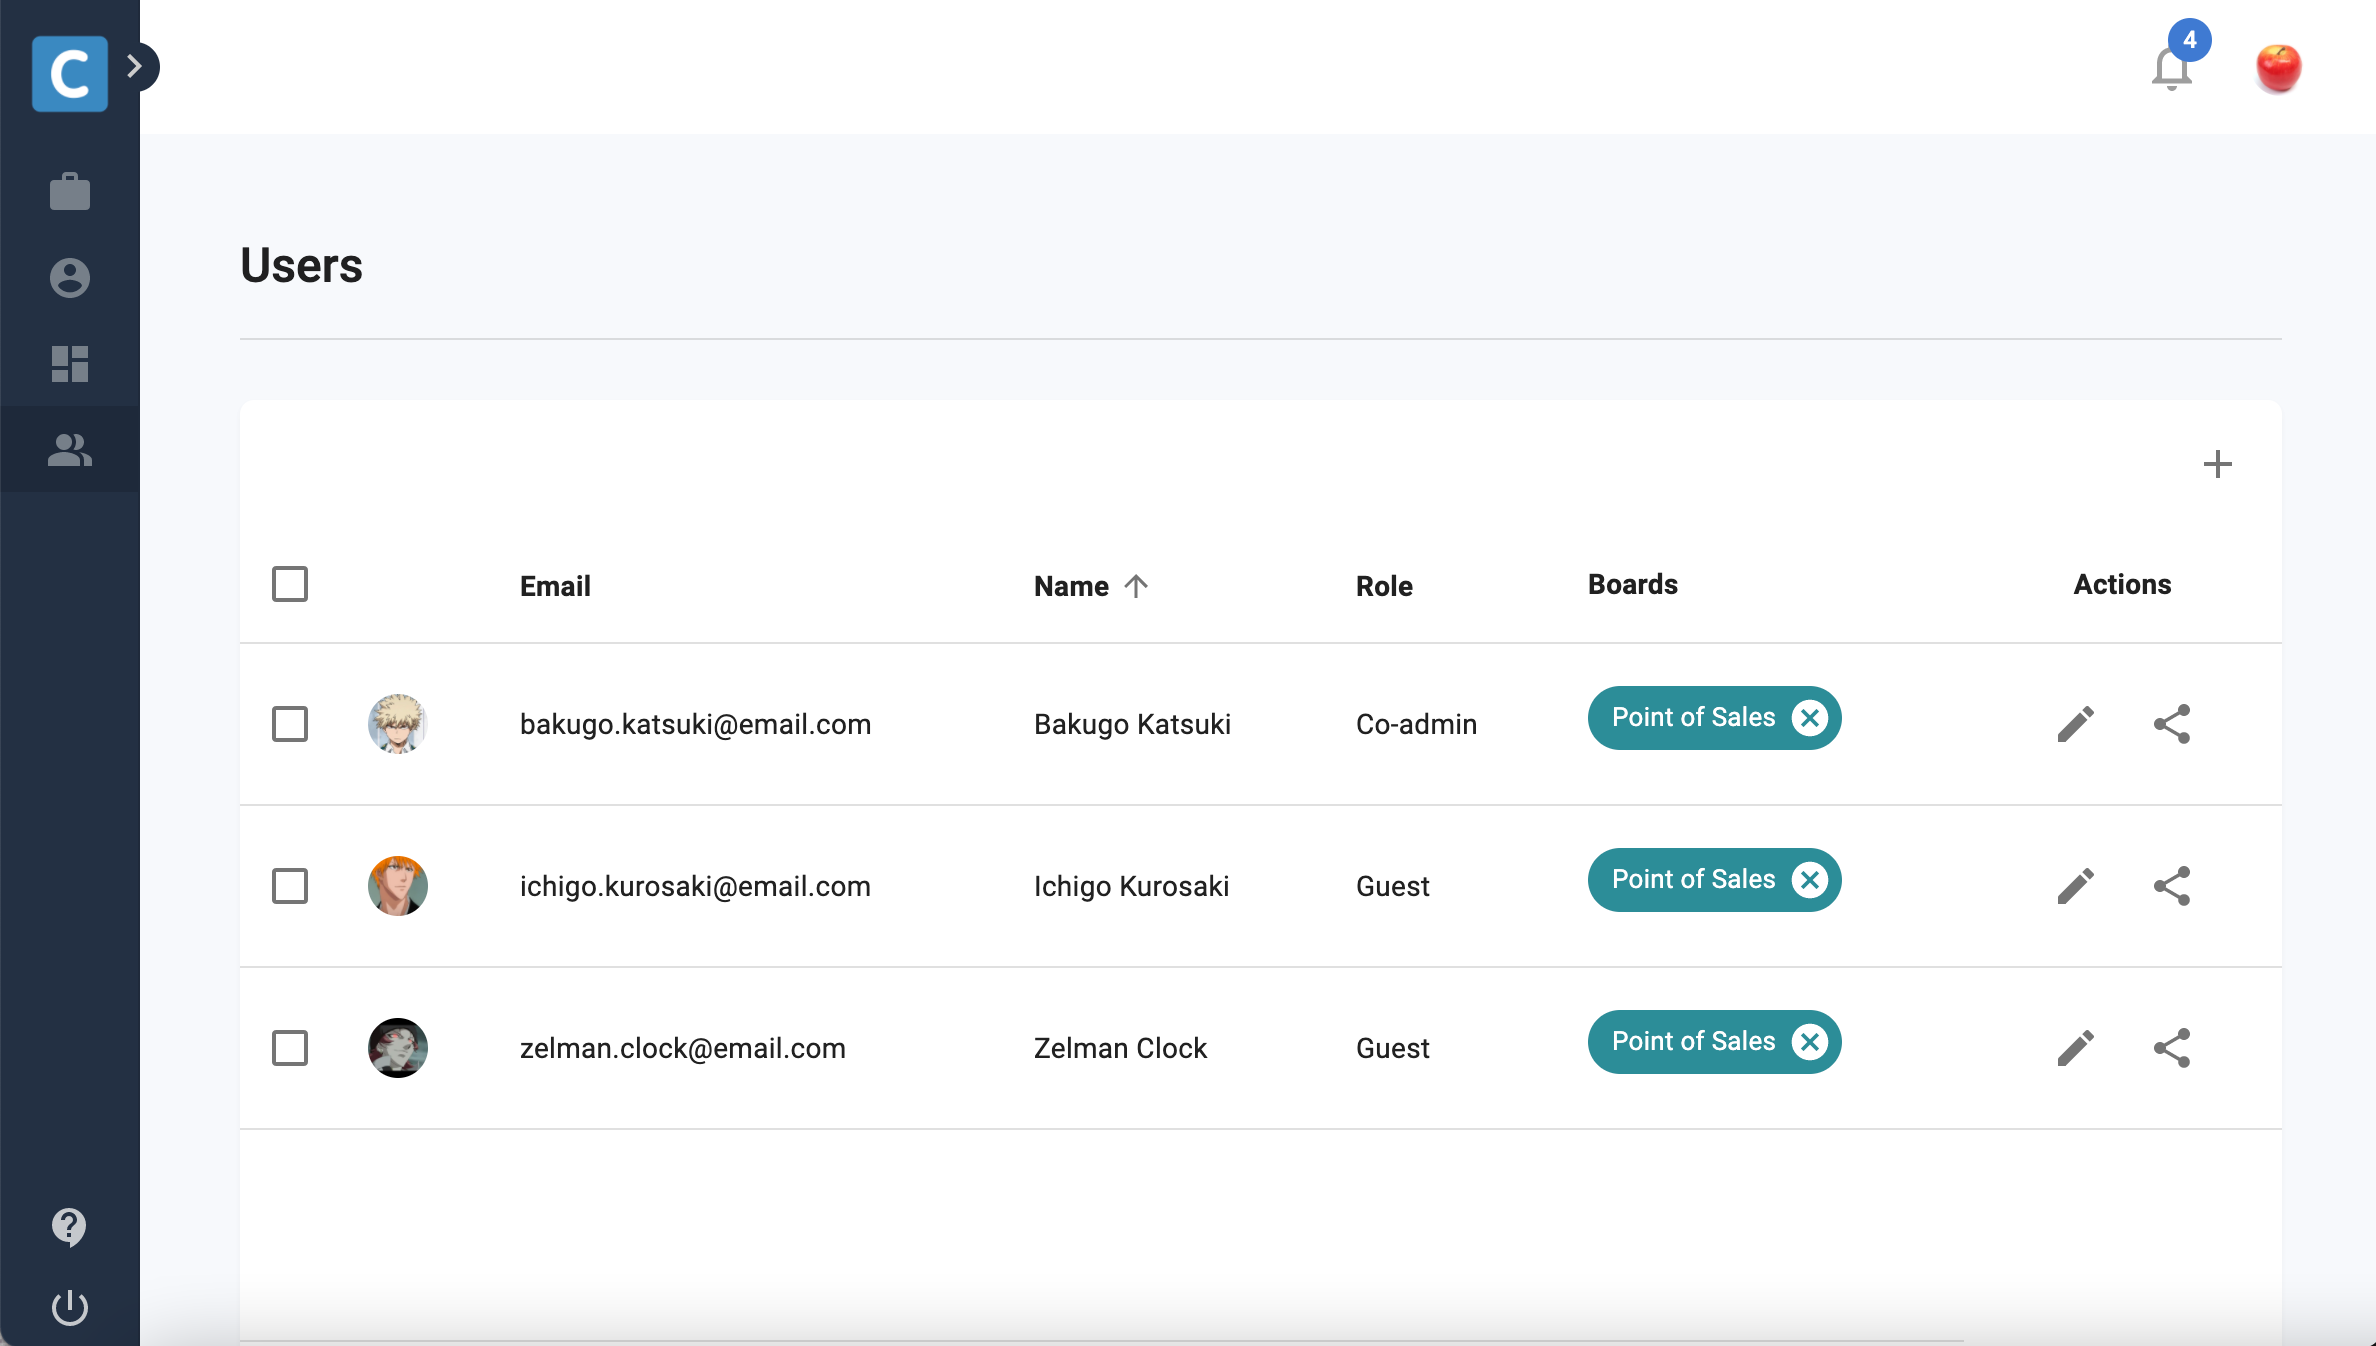 C
4
Users
Email Name Role Boards Actions
bakugo.katsuki@email.com Bakugo Katsuki Co-admin Point of Sales
ichigo.kurosaki@email.com Ichigo Kurosaki Guest Point of Sales
zelman.clock@email.com Zelman Clock Guest Point of Sales